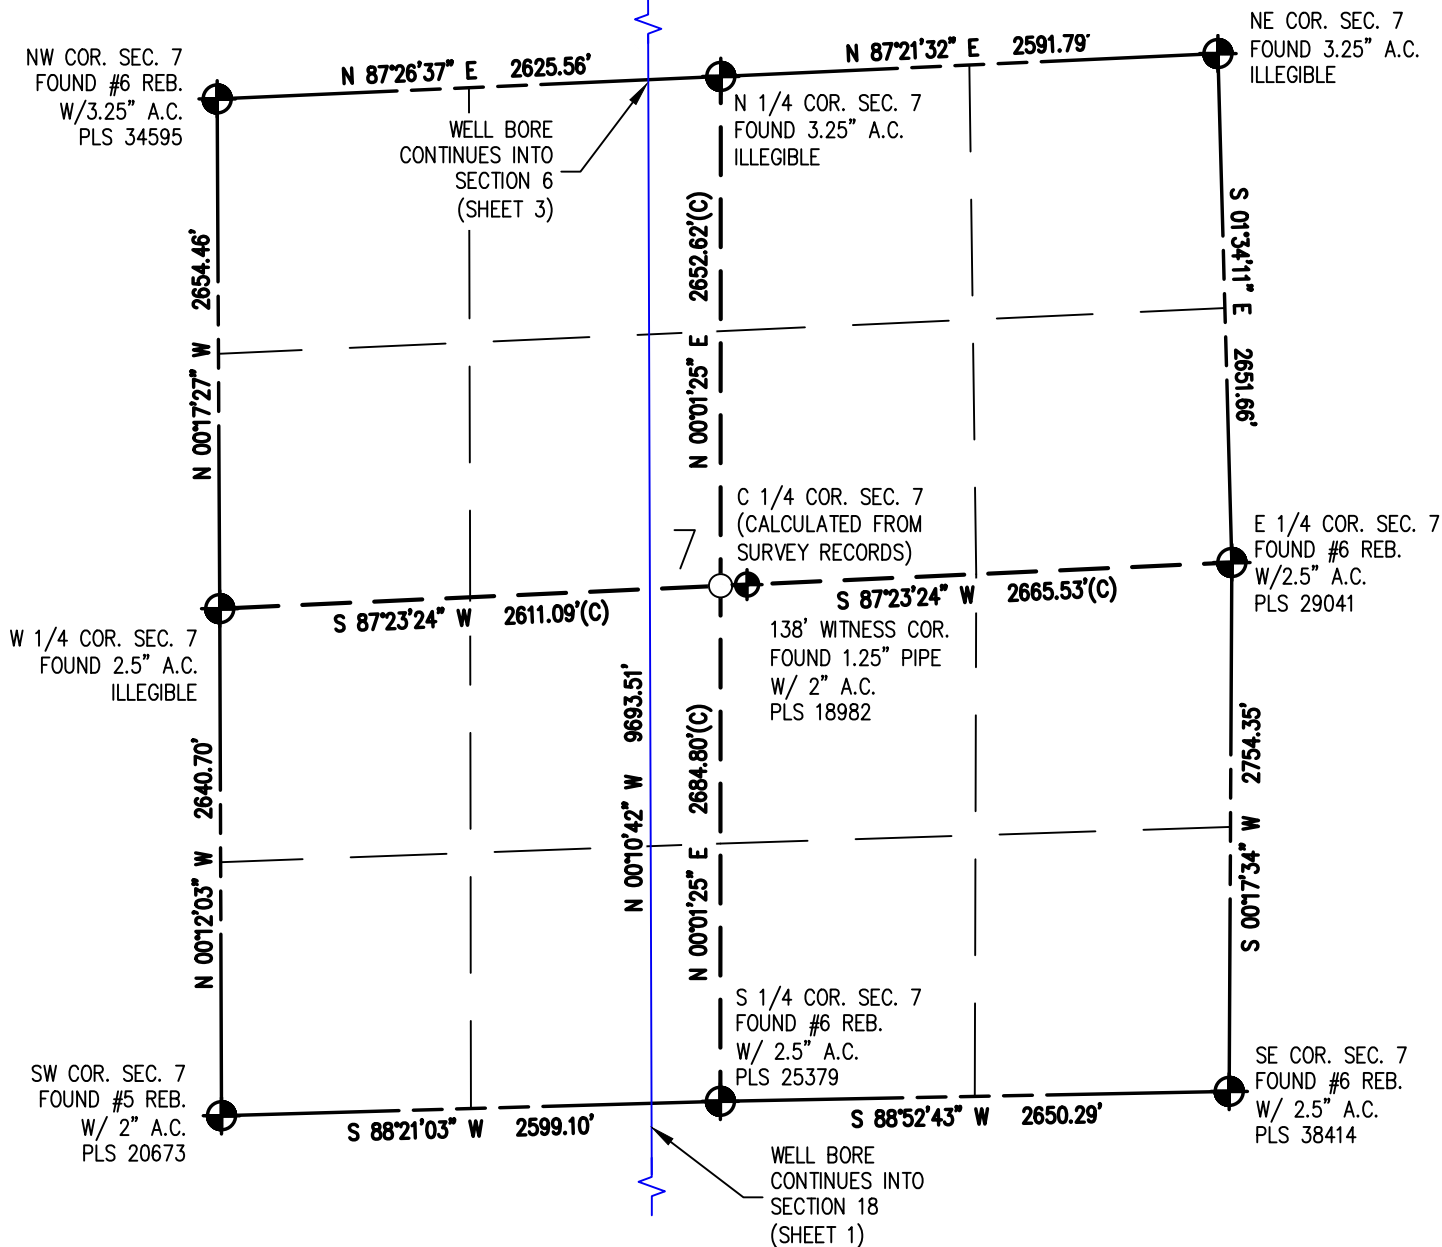 NW COR. SEC. 7
FOUND #6 REB.
W/3.25" A.C.
PLS 34595
N 87°26'37" E 2625.56'
N 87°21'32" E 2591.79'
NE COR. SEC. 7
FOUND 3.25" A.C.
ILLEGIBLE
N 1/4 COR. SEC. 7
FOUND 3.25" A.C.
ILLEGIBLE
WELL BORE
CONTINUES INTO
SECTION 6
(SHEET 3)
N 00°17'27" W 2654.46'
N 00°01'25" E 2652.62'(C)
S 01°34'11" E 2651.66'
C 1/4 COR. SEC. 7
(CALCULATED FROM
SURVEY RECORDS)
7
E 1/4 COR. SEC. 7
FOUND #6 REB.
W/2.5" A.C.
PLS 29041
S 87°23'24" W 2611.09'(C)
S 87°23'24" W 2665.53'(C)
W 1/4 COR. SEC. 7
FOUND 2.5" A.C.
ILLEGIBLE
138' WITNESS COR.
FOUND 1.25" PIPE
W/ 2" A.C.
PLS 18982
N 00°12'03" W 2640.70'
N 00°10'42" W 9693.51'
N 00°01'25" E 2684.80'(C)
S 00°17'34" W 2754.35'
S 1/4 COR. SEC. 7
FOUND #6 REB.
W/ 2.5" A.C.
PLS 25379
SW COR. SEC. 7
FOUND #5 REB.
W/ 2" A.C.
PLS 20673
S 88°21'03" W 2599.10'
S 88°52'43" W 2650.29'
SE COR. SEC. 7
FOUND #6 REB.
W/ 2.5" A.C.
PLS 38414
WELL BORE
CONTINUES INTO
SECTION 18
(SHEET 1)